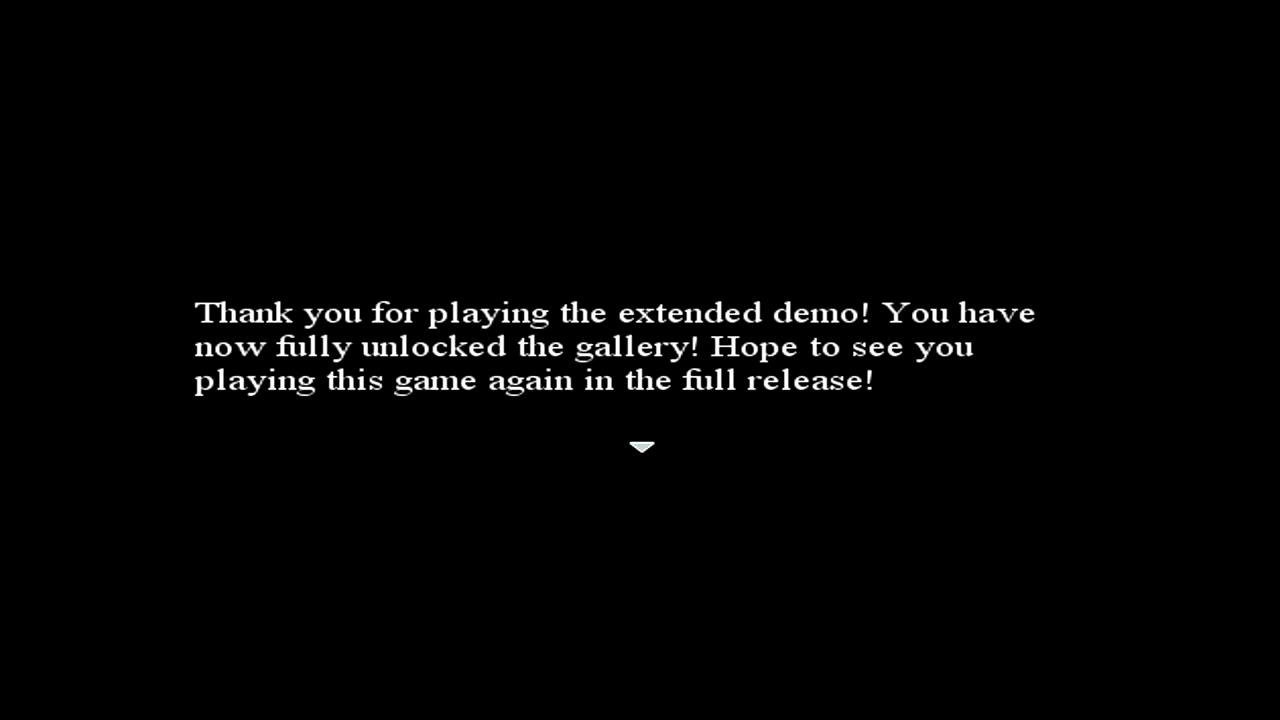 Thank you for playing the extended demo! You have
now fully unlocked the gallery! Hope to see you
playing this game again in the full release!